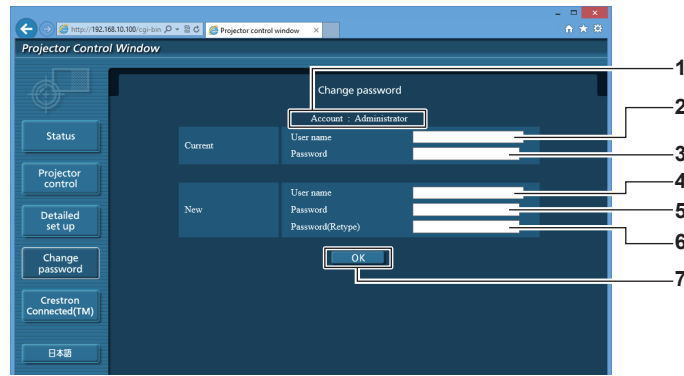 http://192.168.10.100/cgi-bin
Projector control window
Projector Control Window
Change password
1
Account : Administrator
2
Status
Current
User name
Password
3
Projector
control
4
New
User name
Password
5
Password(Retype)
6
Detailed
set up
OK
7
Change
password
Crestron
Connected(TM)
日本語